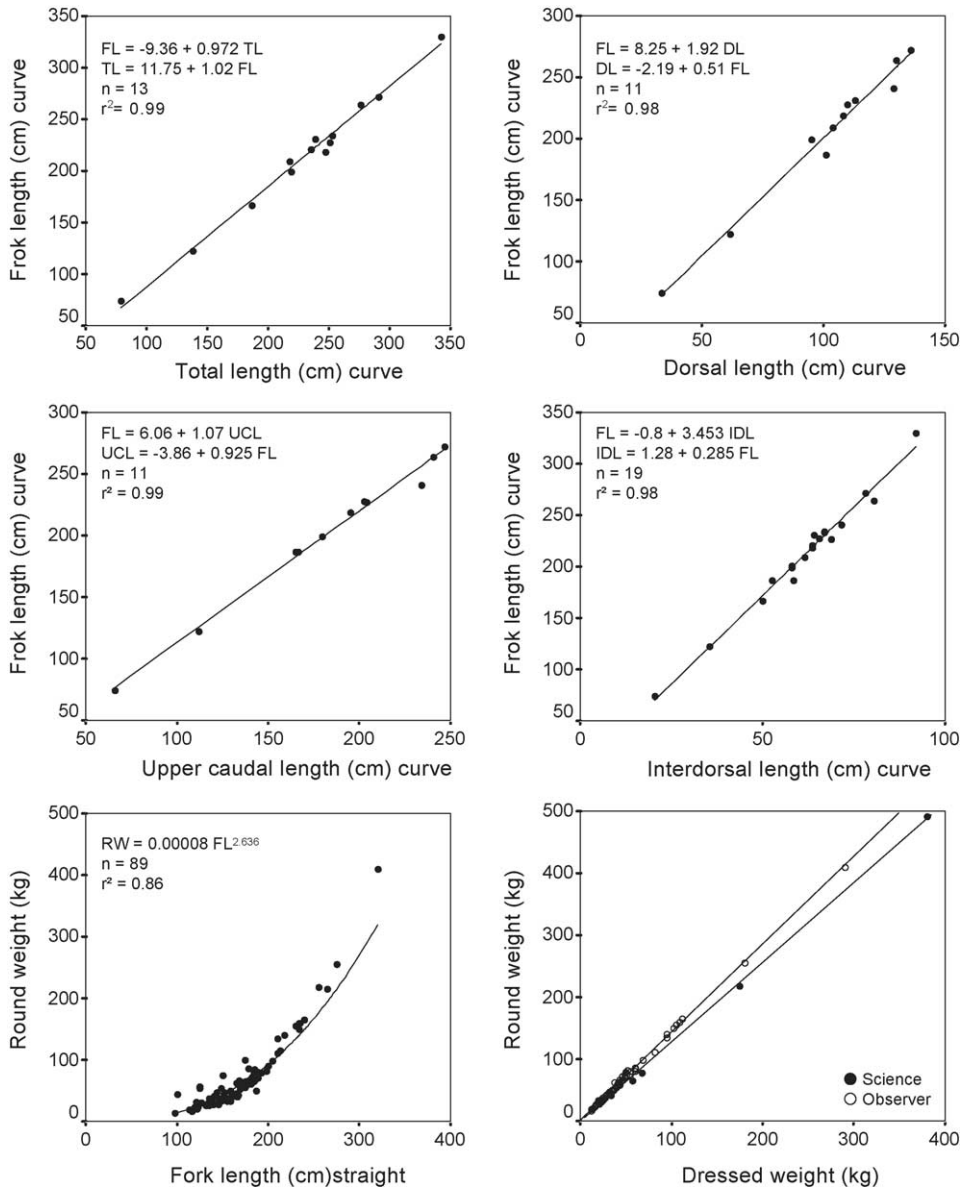 350
300
250
200
150
100
50
Frok length (cm) curve
FL = -9.36 + 0.972 TL
TL = 11.75 + 1.02 FL
n = 13
r²= 0.99
50 100 150 200 250 300 350
Total length (cm) curve
300
250
200
150
100
50
Frok length (cm) curve
FL = 8.25 + 1.92 DL
DL = -2.19 + 0.51 FL
n = 11
r²= 0.98
0 50 100 150
Dorsal length (cm) curve
300
250
200
150
100
50
Frok length (cm) curve
FL = 6.06 + 1.07 UCL
UCL = -3.86 + 0.925 FL
n = 11
r² = 0.99
50 100 150 200 250
Upper caudal length (cm) curve
400
350
300
250
200
150
100
50
Frok length (cm) curve
FL = -0.8 + 3.453 IDL
IDL = 1.28 + 0.285 FL
n = 19
r² = 0.98
0 50 100
Interdorsal length (cm) curve
500
400
300
200
100
0
Round weight (kg)
RW = 0.00008 FL^2.636
n = 89
r² = 0.86
0 100 200 300 400
Fork length (cm)straight
500
400
300
200
100
0
Round weight (kg)
Science
Observer
0 100 200 300 400
Dressed weight (kg)